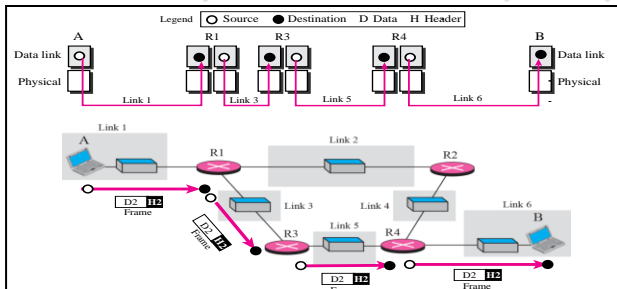 Legend Source Destination D Data H Header
A R1 R3 R4 B
Data link Data link
Physical Physical
Link 1 Link 3 Link 5 Link 6
Link 1
A
R1
Link 2
R2
D2 H2
Frame
Link 3
Link 4
Link 6
B
D2 H2
Frame
R3
Link 5
R4
D2 H2
Frame
D2 H2
Frame